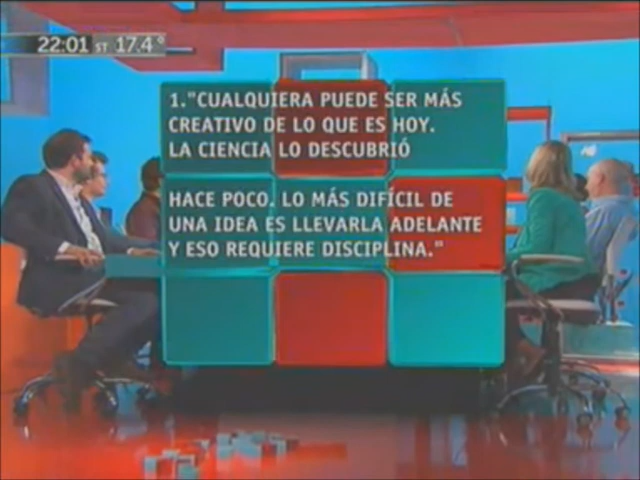 22:01 ST 17.4°
1."CUALQUIERA PUEDE SER MÁS
CREATIVO DE LO QUE ES HOY.
LA CIENCIA LO DESCUBRIÓ
HACE POCO. LO MÁS DIFÍCIL DE
UNA IDEA ES LLEVARLA ADELANTE
Y ESO REQUIERE DISCIPLINA."